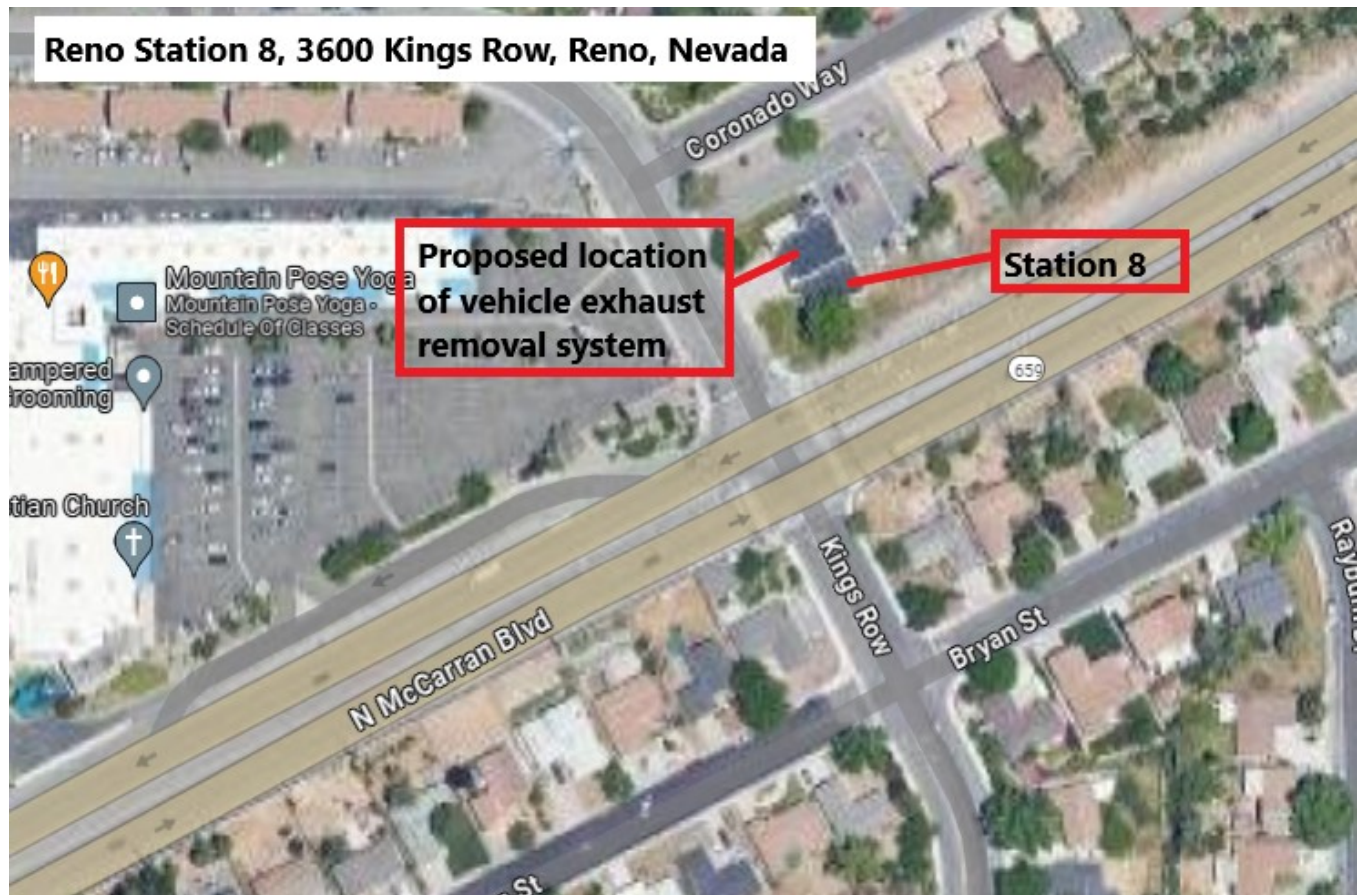 Reno Station 8, 3600 Kings Row, Reno, Nevada
Coronado Way
Proposed location
of vehicle exhaust
removal system
Station 8
Mountain Pose Yoga
Mountain Pose Yoga -
Schedule Of Classes
659
ampered
rooming
tian Church
Kings Row
Bryan St
N McCarran Blvd
St